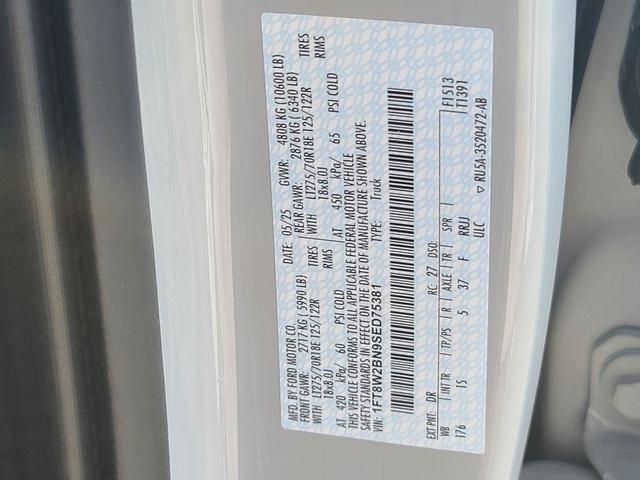 MFD. BY FORD MOTOR CO.
DATE: 05/25 GVWR: 4808 KG (10600 LB)
FRONT GAWR: 2717 KG (5990 LB) REAR GAWR: 2876 KG (6340 LB)
WITH LT275/70R18E 125/122R TIRES WITH LT275/70R18E 125/122R TIRES
18x8.0J RIMS 18x8.0J RIMS
AT 420 kPa/ 60 PSI COLD AT 450 kPa/ 65 PSI COLD
THIS VEHICLE CONFORMS TO ALL APPLICABLE FEDERAL MOTOR VEHICLE
SAFETY STANDARDS IN EFFECT ON THE DATE OF MANUFACTURE SHOWN ABOVE.
VIN: 1FT8W2BN9SED75381 TYPE: Truck
EXT PNT: DR RC: 27 DSO: F1513
WB INT TR TP/PS R AXLE TR SPR T1391
176 1S 5 37 F RRJJ
ULC ▽ RU5A-3520472-AB